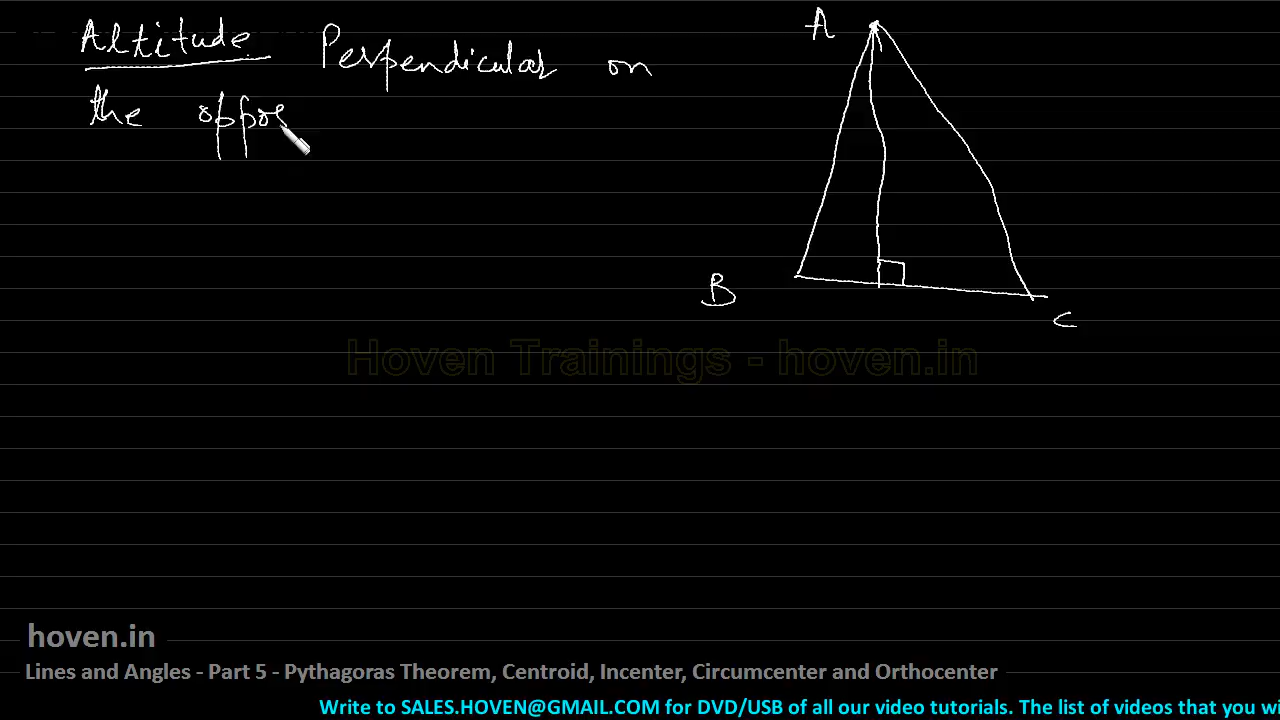 Altitude Perpendicular on
the oppos
A
B
C
Hoven Trainings - hoven.in
hoven.in
Lines and Angles - Part 5 - Pythagoras Theorem, Centroid, Incenter, Circumcenter and Orthocenter
Write to SALES.HOVEN@GMAIL.COM for DVD/USB of all our video tutorials. The list of videos that you wi